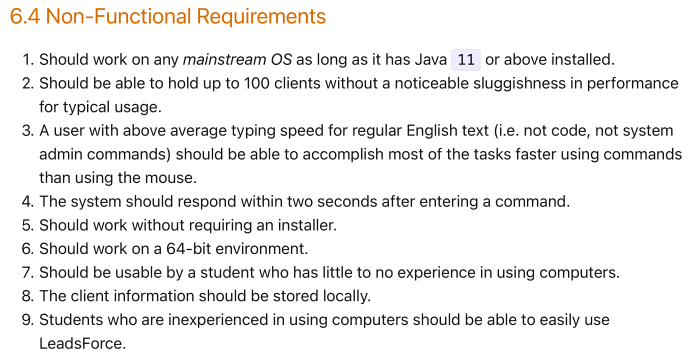 6.4 Non-Functional Requirements
1. Should work on any mainstream OS as long as it has Java 11 or above installed.
2. Should be able to hold up to 100 clients without a noticeable sluggishness in performance
for typical usage.
3. A user with above average typing speed for regular English text (i.e. not code, not system
admin commands) should be able to accomplish most of the tasks faster using commands
than using the mouse.
4. The system should respond within two seconds after entering a command.
5. Should work without requiring an installer.
6. Should work on a 64-bit environment.
7. Should be usable by a student who has little to no experience in using computers.
8. The client information should be stored locally.
9. Students who are inexperienced in using computers should be able to easily use
LeadsForce.